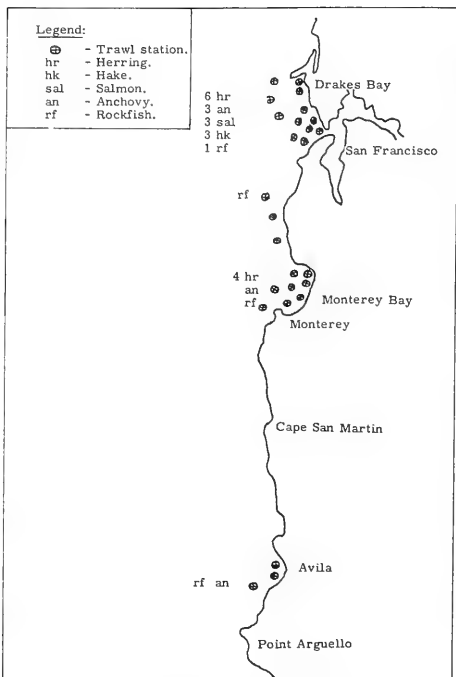 Legend:
⊕ - Trawl station.
hr - Herring.
hk - Hake.
sal - Salmon.
an - Anchovy.
rf - Rockfish.
Drakes Bay
6 hr
3 an
3 sal
3 hk
1 rf
San Francisco
rf
4 hr
an
rf
Monterey Bay
Monterey
Cape San Martin
Avila
rf an
Point Arguello